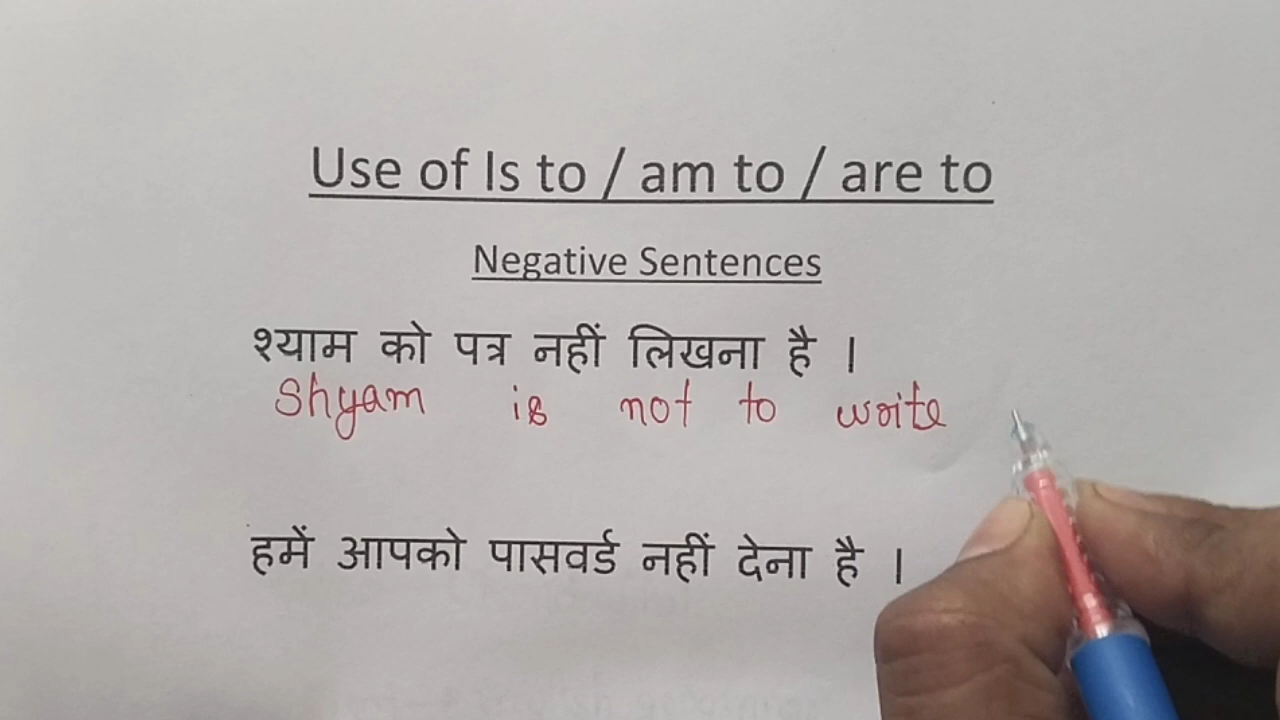 Use of Is to / am to / are to
Negative Sentences
श्याम को पत्र नहीं लिखना है ।
Shyam is not to write
हमें आपको पासवर्ड नहीं देना है ।